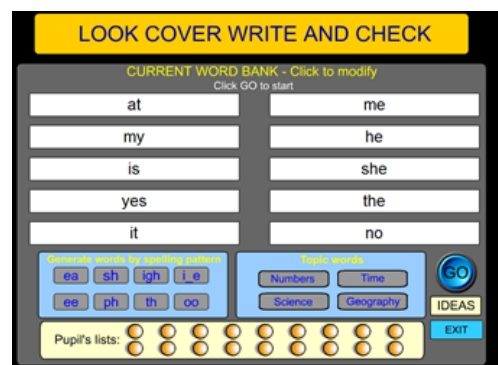 LOOK COVER WRITE AND CHECK
CURRENT WORD BANK - Click to modify
Click GO to start
at me
my he
is she
yes the
it no
Generate words by spelling pattern
ea sh igh i_e
ee ph th oo
Topic words
Numbers Time
Science Geography
GO
IDEAS
EXIT
Pupil's lists: